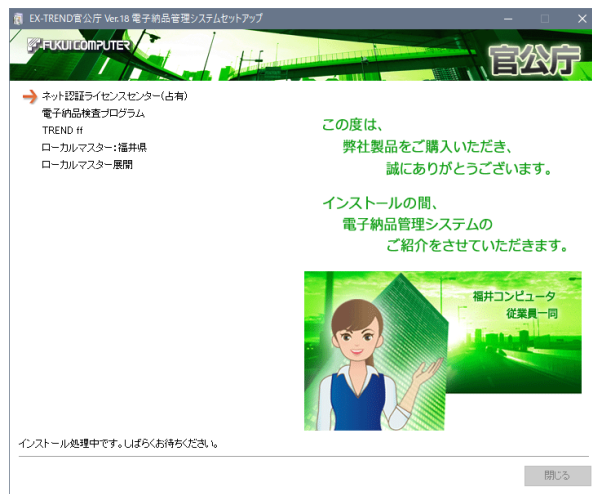 EX-TREND官公庁 Ver.18 電子納品管理システムセットアップ
FUKUI COMPUTER
官公庁
ネット認証ライセンスセンター(占有)
電子納品検査プログラム
TREND ff
ローカルマスター：福井県
ローカルマスター展開
この度は、
弊社製品をご購入いただき、
誠にありがとうございます。
インストールの間、
電子納品管理システムの
ご紹介をさせていただきます。
福井コンピュータ
従業員一同
インストール処理中です。しばらくお待ちください。
閉じる